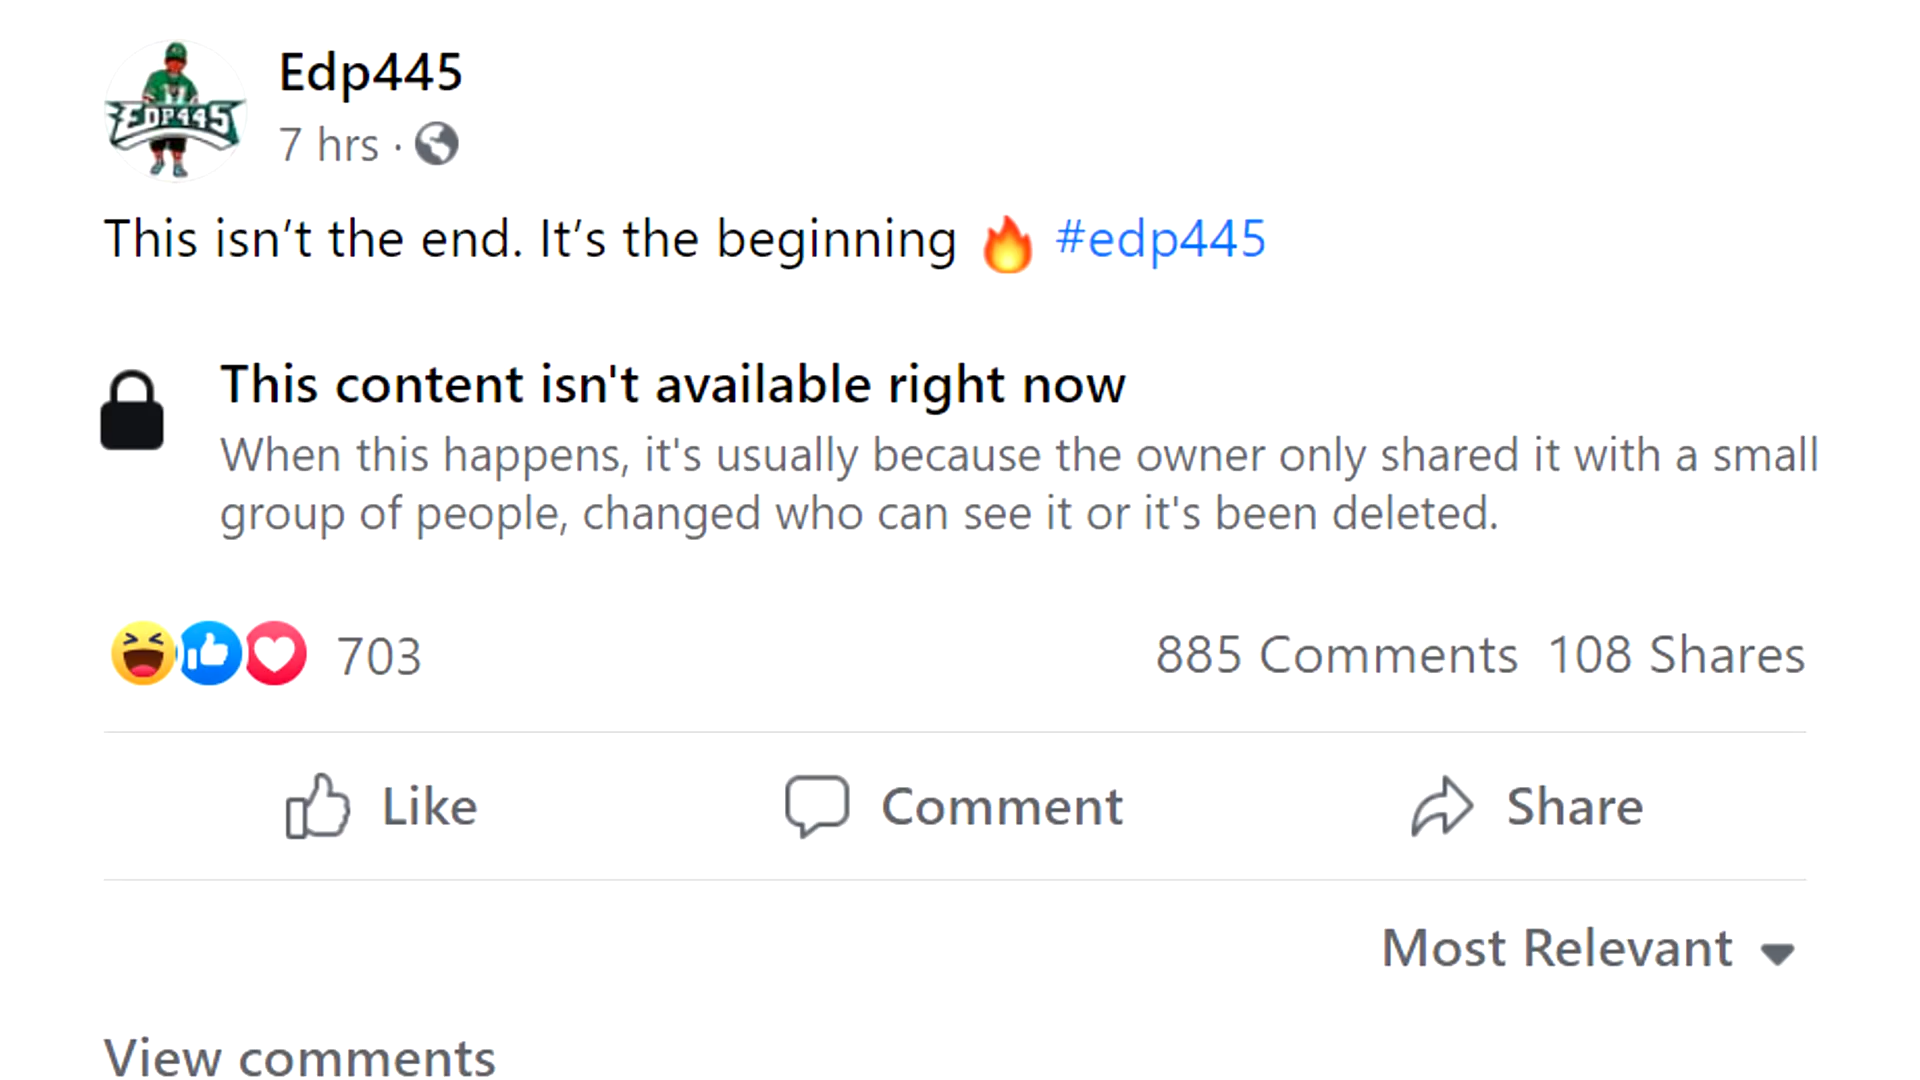 EDP445
Edp445
7 hrs ·
This isn’t the end. It’s the beginning 🔥 #edp445
This content isn't available right now
When this happens, it's usually because the owner only shared it with a small
group of people, changed who can see it or it's been deleted.
703
885 Comments 108 Shares
Like
Comment
Share
Most Relevant
View comments